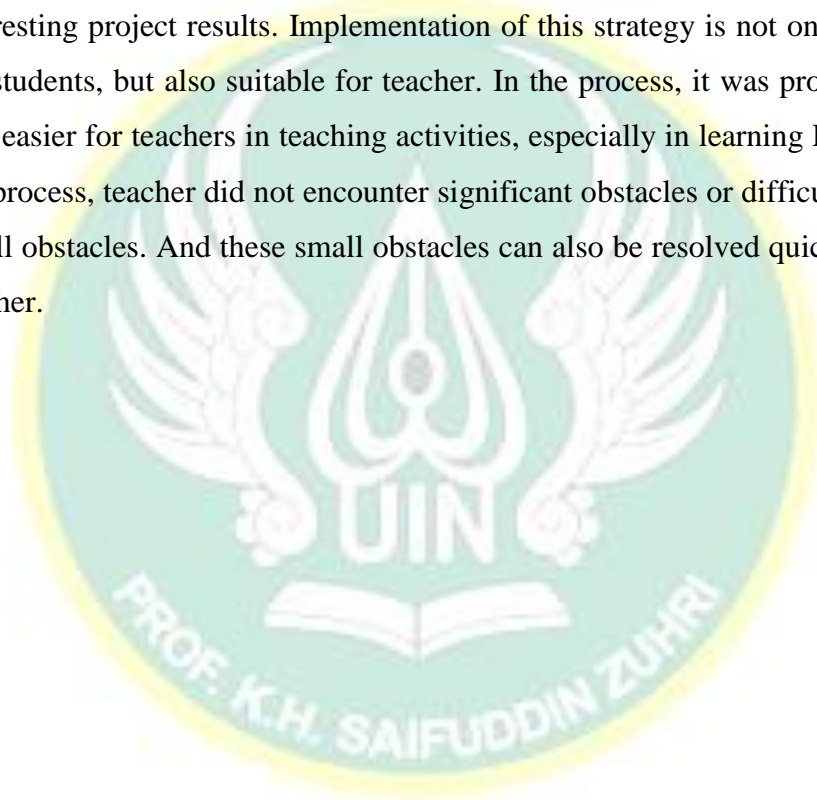 resting project results. Implementation of this strategy is not on
students, but also suitable for teacher. In the process, it was pro
easier for teachers in teaching activities, especially in learning
process, teacher did not encounter significant obstacles or difficu
ll obstacles. And these small obstacles can also be resolved quic
her.
UIN
PROF. K.H. SAIFUDDIN ZUHRI